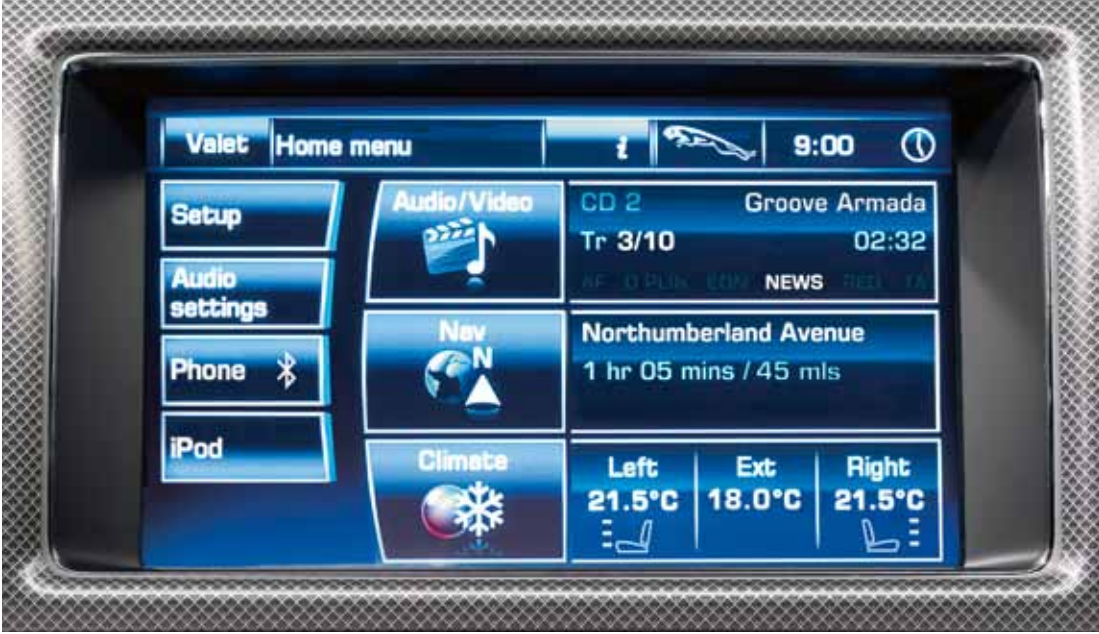 Valet Home menu i 9:00
Setup
Audio
settings
Phone
iPod
Audio/Video
CD 2 Groove Armada
Tr 3/10 02:32
AF NEWS TA
Nav
N
Northumberland Avenue
1 hr 05 mins / 45 mls
Climate
Left Ext Right
21.5°C 18.0°C 21.5°C